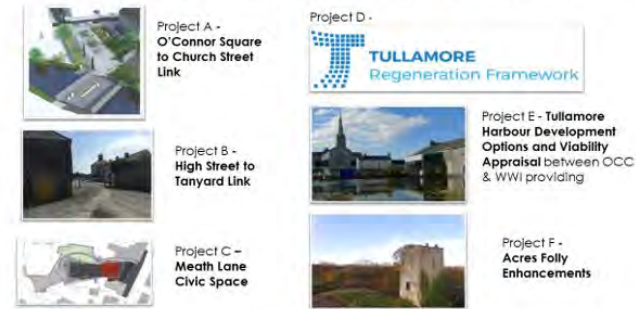 Project A -
O'Connor Square
to Church Street
Link
Project B -
High Street to
Tanyard Link
Project C –
Meath Lane
Civic Space
Project D -
TULLAMORE
Regeneration Framework
Project E - Tullamore
Harbour Development
Options and Viability
Appraisal between OCC
& WWI providing
Project F -
Acres Folly
Enhancements